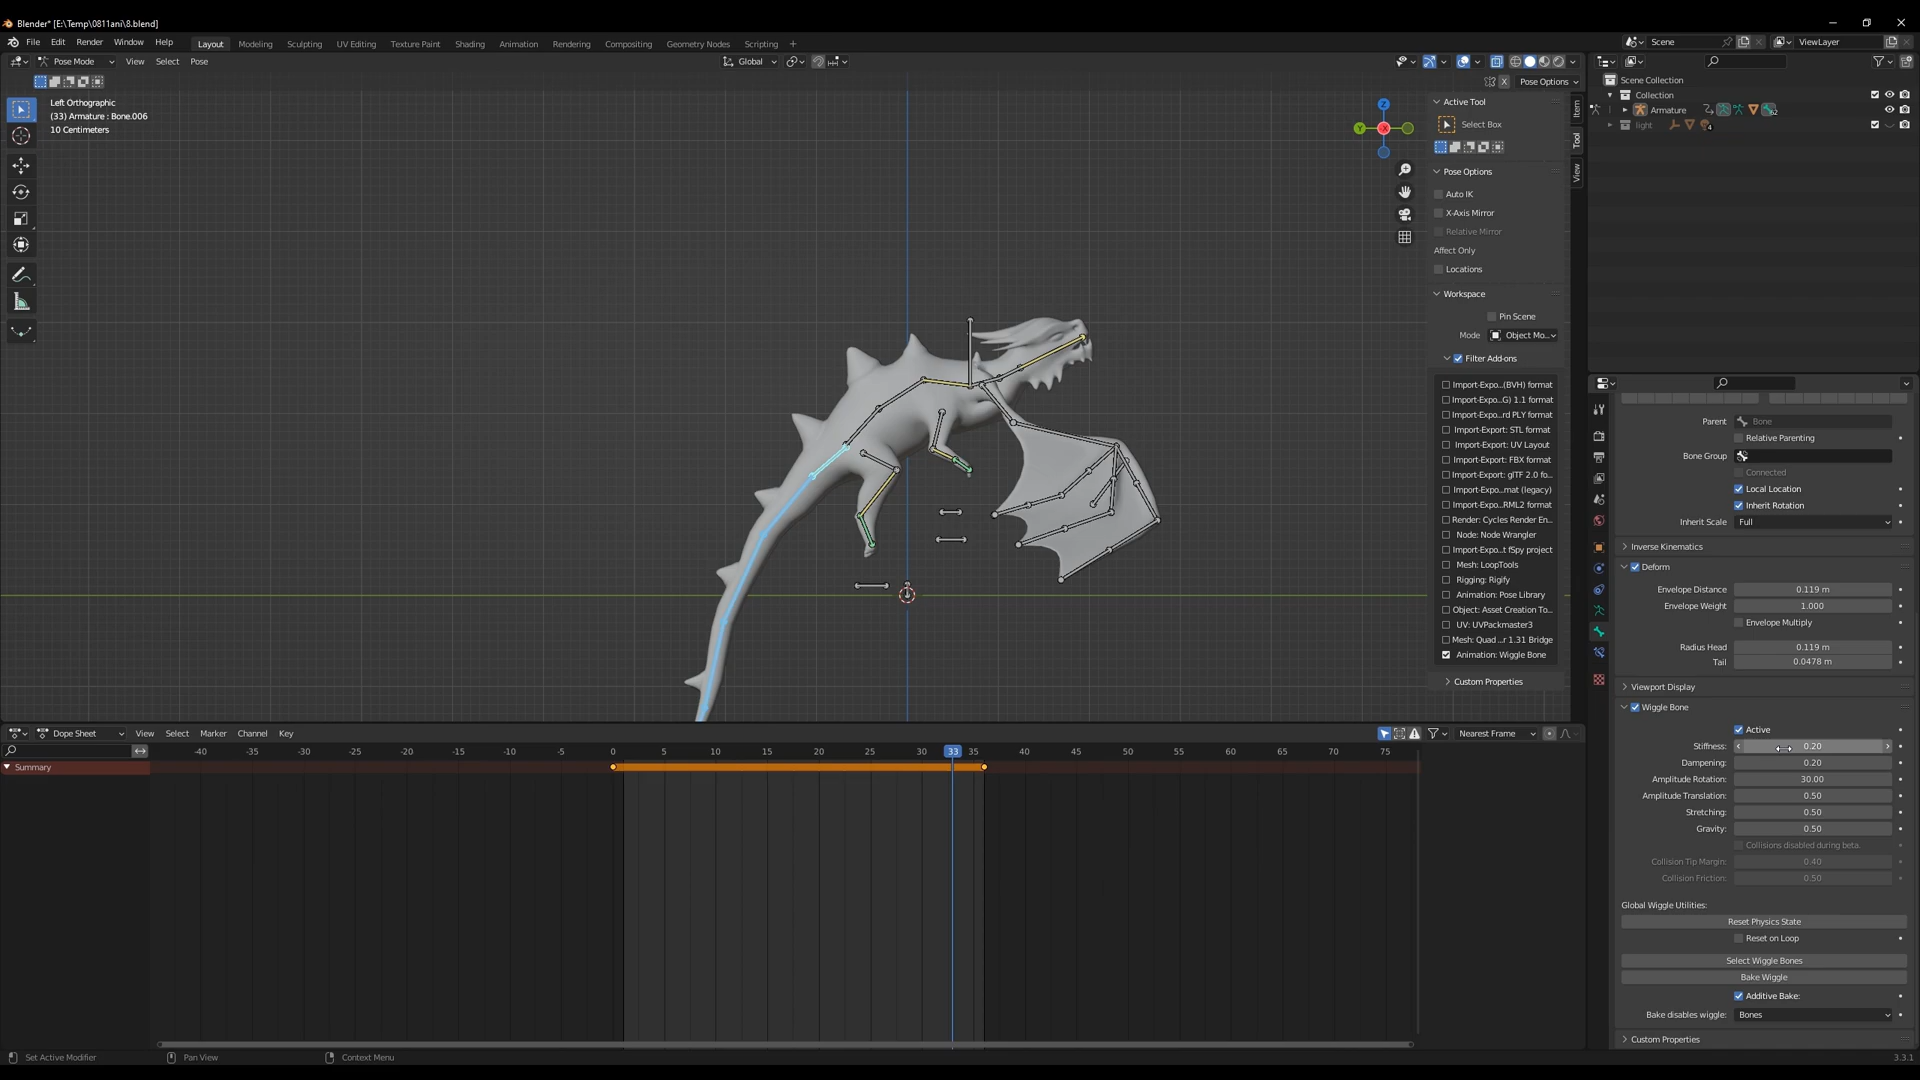 Blender* [E:\Temp\0811ani\8.blend]
File Edit Render Window Help Layout Modeling Sculpting UV Editing Texture Paint Shading Animation Rendering Compositing Geometry Nodes Scripting + Scene ViewLayer
Pose Mode View Select Pose Global
X Pose Options
Left Orthographic
(33) Armature : Bone.006
10 Centimeters
Z
Y X
Active Tool
Select Box
Pose Options
Auto IK
X-Axis Mirror
Relative Mirror
Affect Only
Locations
Workspace
Pin Scene
Mode Object Mo...
Filter Add-ons
Import-Expo...(BVH) format
Import-Expo...G) 1.1 format
Import-Expo...rd PLY format
Import-Export: STL format
Import-Export: UV Layout
Import-Export: FBX format
Import-Export: glTF 2.0 fo...
Import-Expo...mat (legacy)
Import-Expo...RML2 format
Render: Cycles Render En...
Node: Node Wrangler
Import-Expo...t fSpy project
Mesh: LoopTools
Rigging: Rigify
Animation: Pose Library
Object: Asset Creation To...
UV: UVPackmaster3
Mesh: Quad ...r 1.31 Bridge
Animation: Wiggle Bone
Custom Properties
Item
Tool
View
Scene Collection
Collection
Armature
light 4
Parent Bone
Relative Parenting
Bone Group
Connected
Local Location
Inherit Rotation
Inherit Scale Full
Inverse Kinematics
Deform
Envelope Distance 0.119 m
Envelope Weight 1.000
Envelope Multiply
Radius Head 0.119 m
Tail 0.0478 m
Viewport Display
Wiggle Bone
Active
Stiffness: 0.20
Dampening: 0.20
Amplitude Rotation: 30.00
Amplitude Translation: 0.50
Stretching: 0.50
Gravity: 0.50
Collisions disabled during beta.
Collision Tip Margin: 0.40
Collision Friction: 0.50
Global Wiggle Utilities:
Reset Physics State
Reset on Loop
Select Wiggle Bones
Bake Wiggle
Additive Bake:
Bake disables wiggle: Bones
Custom Properties
Dope Sheet View Select Marker Channel Key Nearest Frame
-40 -35 -30 -25 -20 -15 -10 -5 0 5 10 15 20 25 30 33 35 40 45 50 55 60 65 70 75
Summary
Set Active Modifier Pan View Context Menu 3.3.1